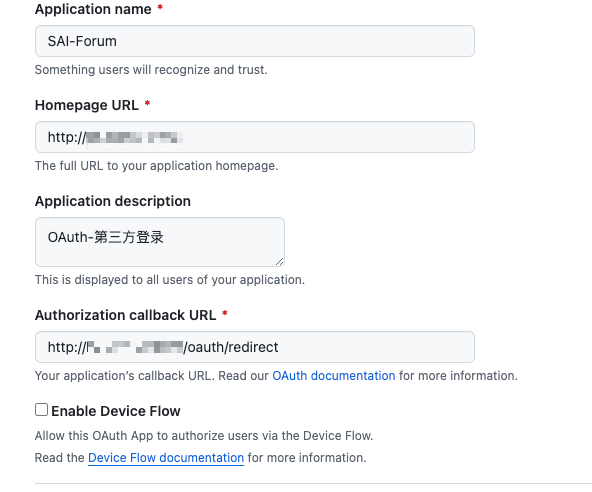 Application name *
SAI-Forum
Something users will recognize and trust.
Homepage URL *
http://
The full URL to your application homepage.
Application description
OAuth-第三方登录
This is displayed to all users of your application.
Authorization callback URL *
http:// /oauth/redirect
Your application's callback URL. Read our OAuth documentation for more information.
Enable Device Flow
Allow this OAuth App to authorize users via the Device Flow.
Read the Device Flow documentation for more information.